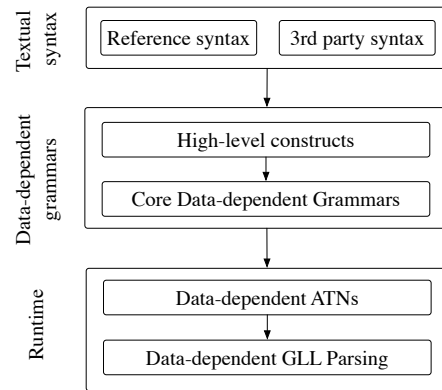 Textual
syntax
Reference syntax
3rd party syntax
Data-dependent
grammars
High-level constructs
Core Data-dependent Grammars
Runtime
Data-dependent ATNs
Data-dependent GLL Parsing